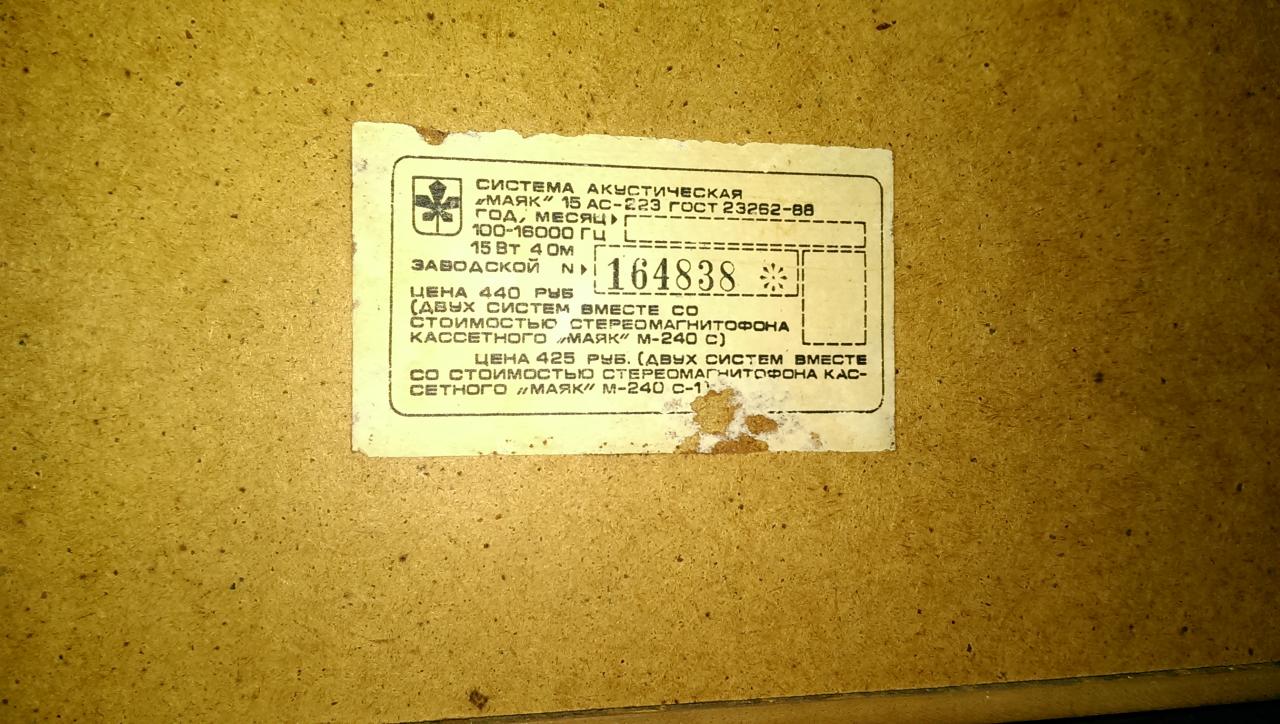 СИСТЕМА АКУСТИЧЕСКАЯ
„МАЯК” 15 АС-223 ГОСТ 23262-88
ГОД, МЕСЯЦ
100-16000 ГЦ
15 Вт 4 Ом
ЗАВОДСКОЙ N 164838
ЦЕНА 440 РУБ
(ДВУХ СИСТЕМ ВМЕСТЕ СО
СТОИМОСТЬЮ СТЕРЕОМАГНИТОФОНА
КАССЕТНОГО „МАЯК” М-240 С)
ЦЕНА 425 РУБ. (ДВУХ СИСТЕМ ВМЕСТЕ
СО СТОИМОСТЬЮ СТЕРЕОМАГНИТОФОНА КАС-
СЕТНОГО „МАЯК” М-240 С-1)